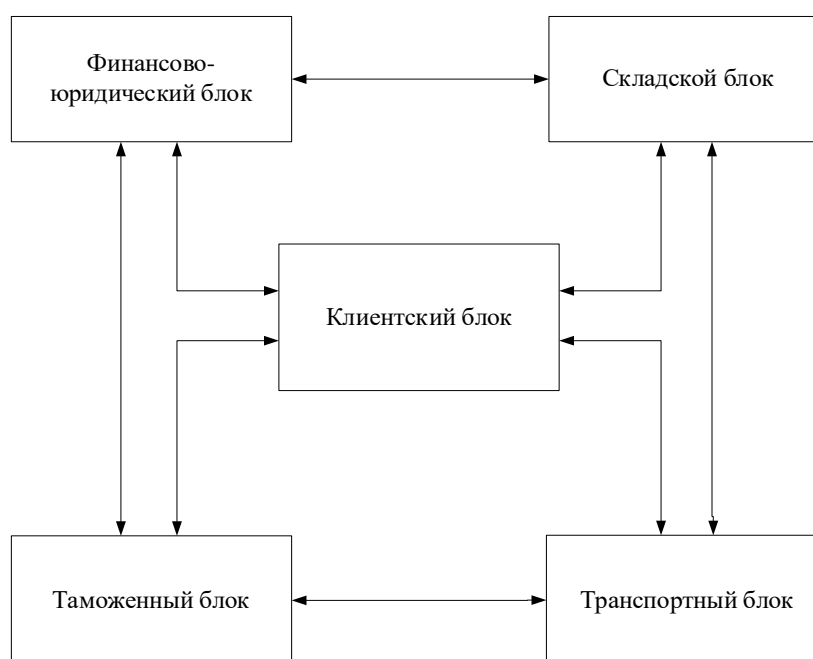 Финансово-
юридический блок
Складской блок
Клиентский блок
Таможенный блок
Транспортный блок